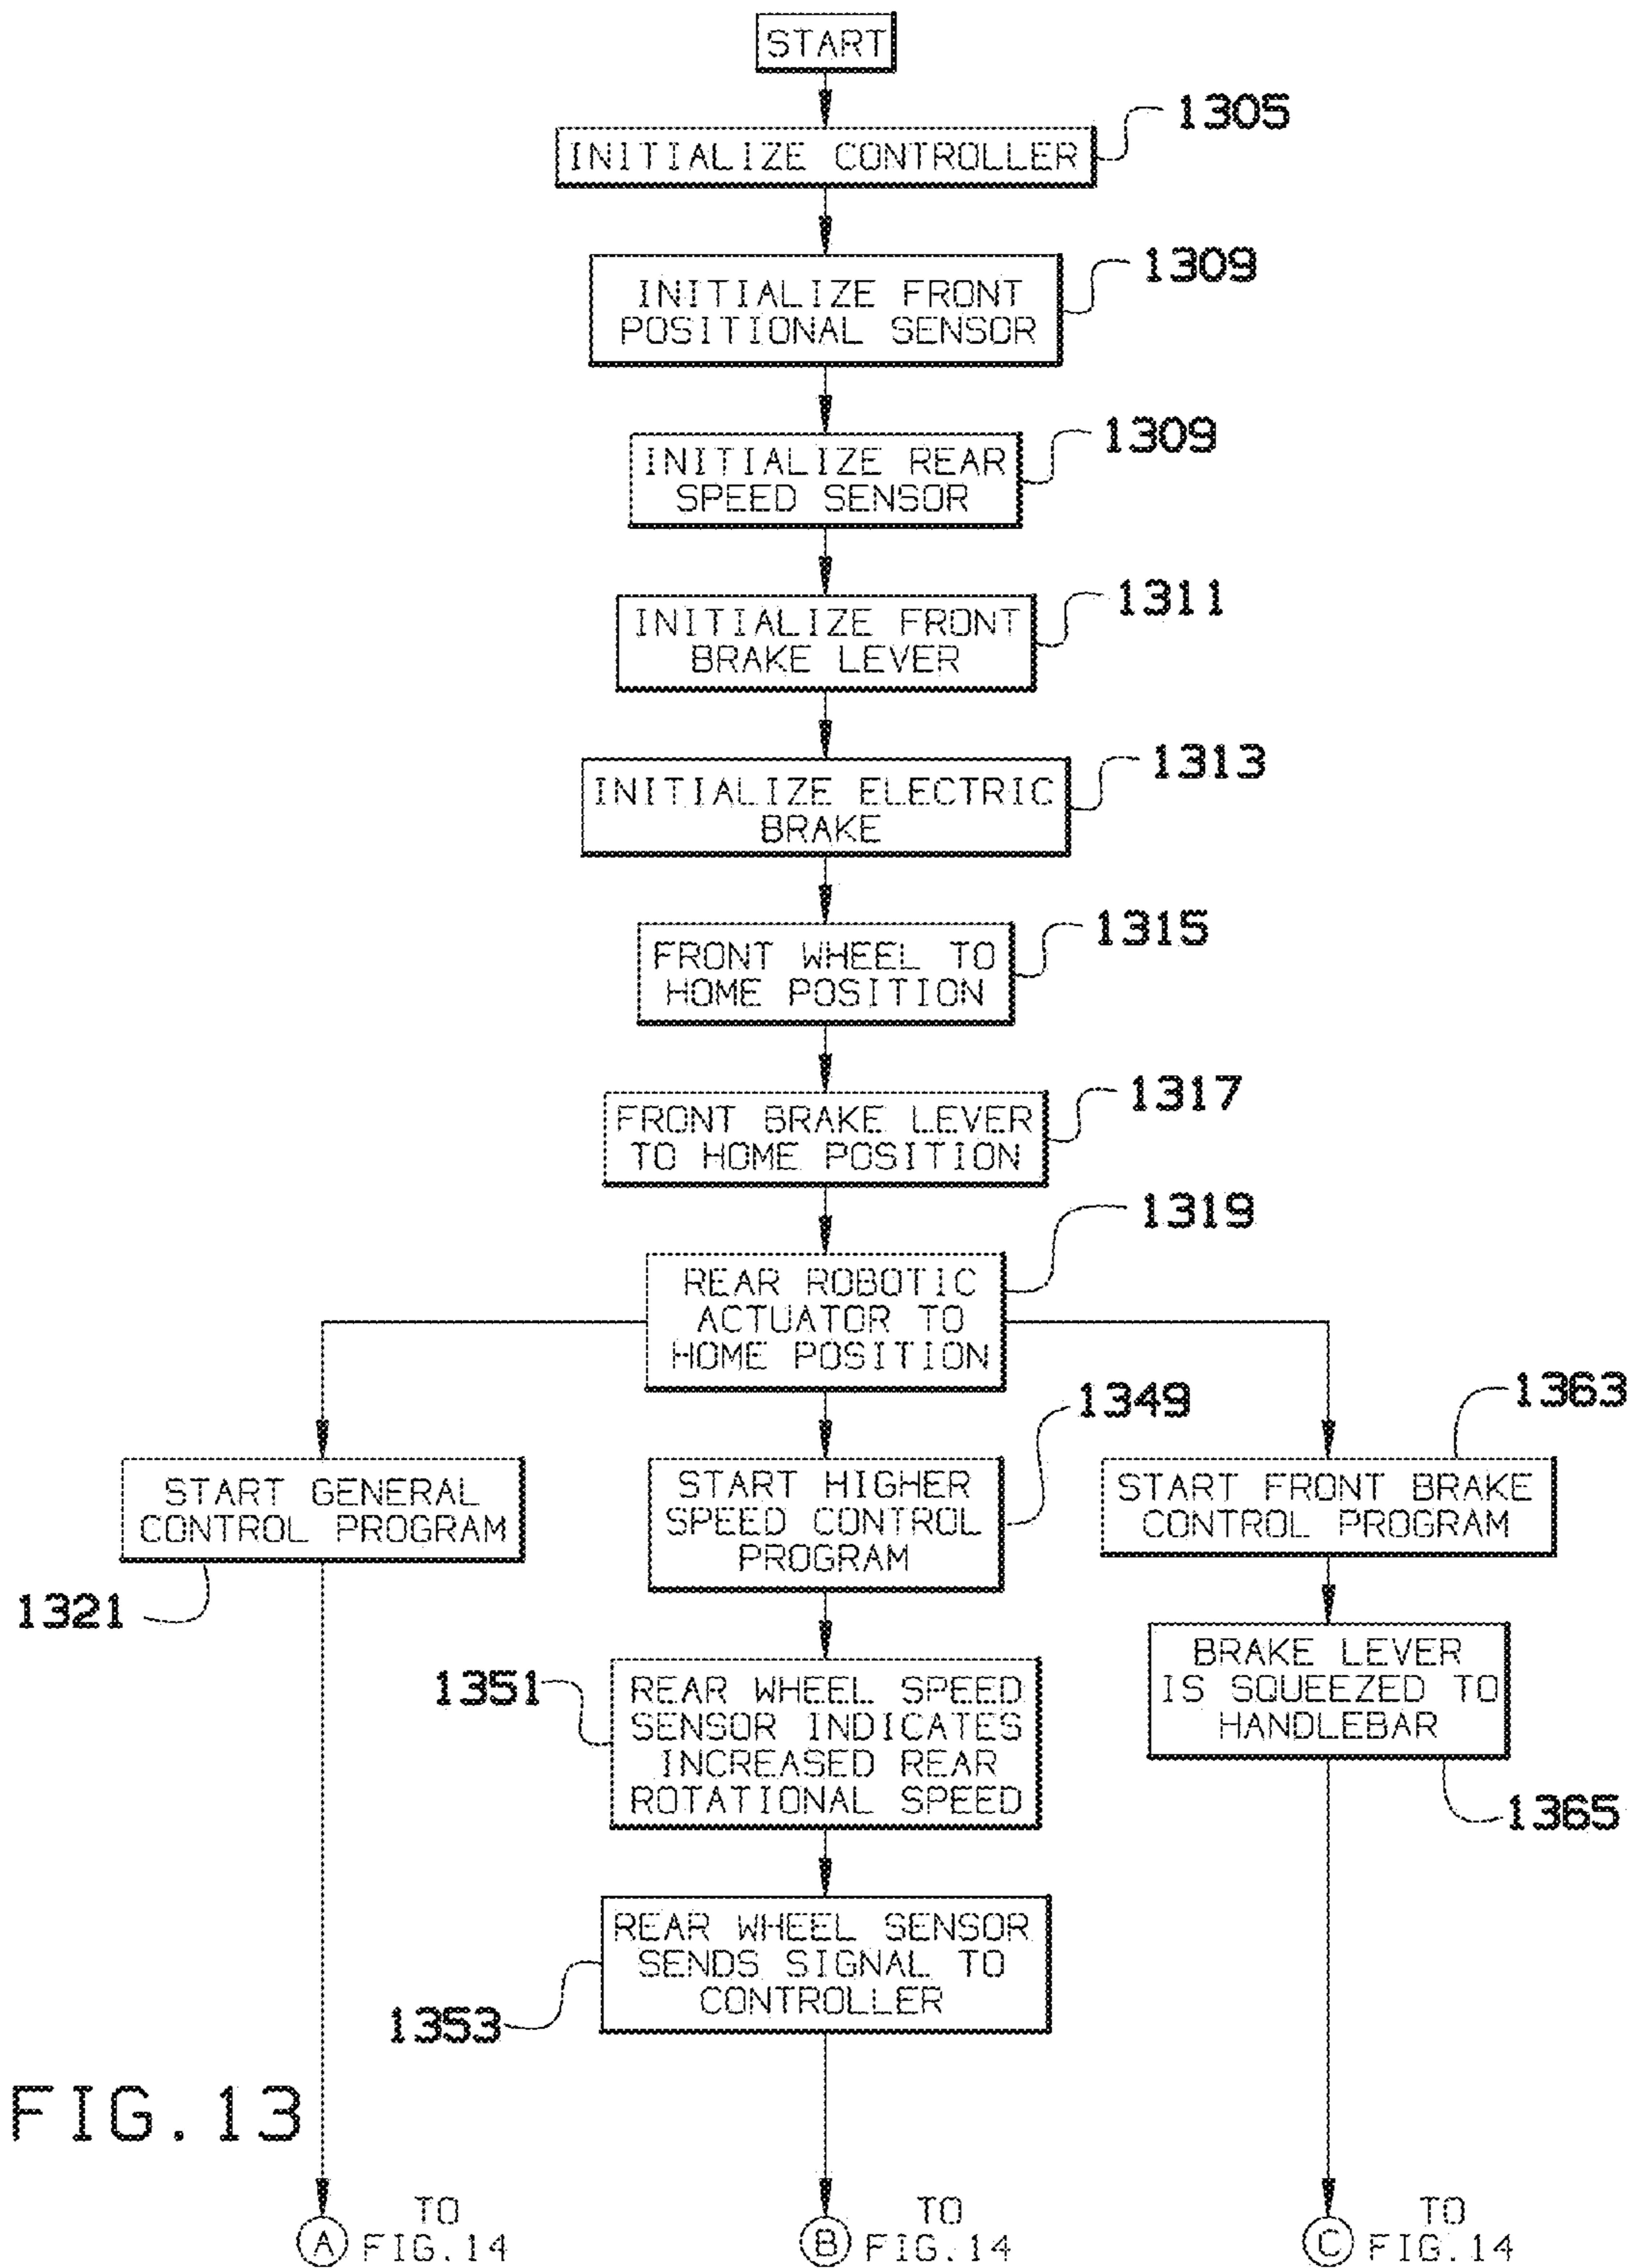 START
1305
INITIALIZE CONTROLLER
1309
INITIALIZE FRONT
POSITIONAL SENSOR
1309
INITIALIZE REAR
SPEED SENSOR
1311
INITIALIZE FRONT
BRAKE LEVER
1313
INITIALIZE ELECTRIC
BRAKE
1315
FRONT WHEEL TO
HOME POSITION
1317
FRONT BRAKE LEVER
TO HOME POSITION
1319
REAR ROBOTIC
ACTUATOR TO
HOME POSITION
START GENERAL
CONTROL PROGRAM
1321
1349
START HIGHER
SPEED CONTROL
PROGRAM
1351
REAR WHEEL SPEED
SENSOR INDICATES
INCREASED REAR
ROTATIONAL SPEED
1353
REAR WHEEL SENSOR
SENDS SIGNAL TO
CONTROLLER
1363
START FRONT BRAKE
CONTROL PROGRAM
BRAKE LEVER
IS SQUEEZED TO
HANDLEBAR
1365
FIG. 13
A
TO
FIG.14
B
TO
FIG.14
C
TO
FIG.14